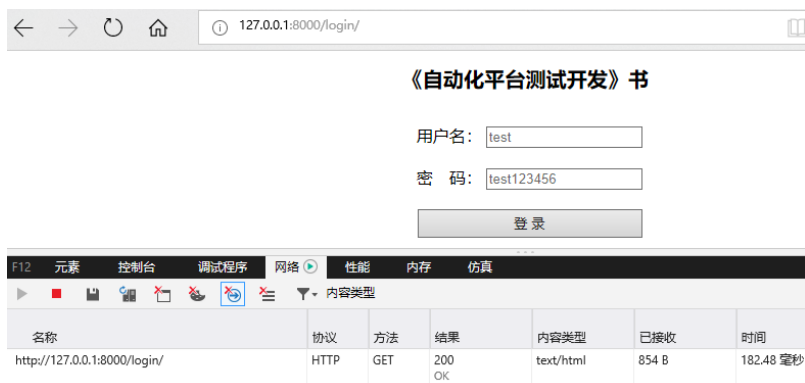 127.0.0.1:8000/login/
《自动化平台测试开发》书
用户名： test
密 码： test123456
登 录
F12 元素 控制台 调试程序 网络 性能 内存 仿真
内容类型
名称 协议 方法 结果 内容类型 已接收 时间
http://127.0.0.1:8000/login/ HTTP GET 200 text/html 854 B 182.48 毫秒
OK